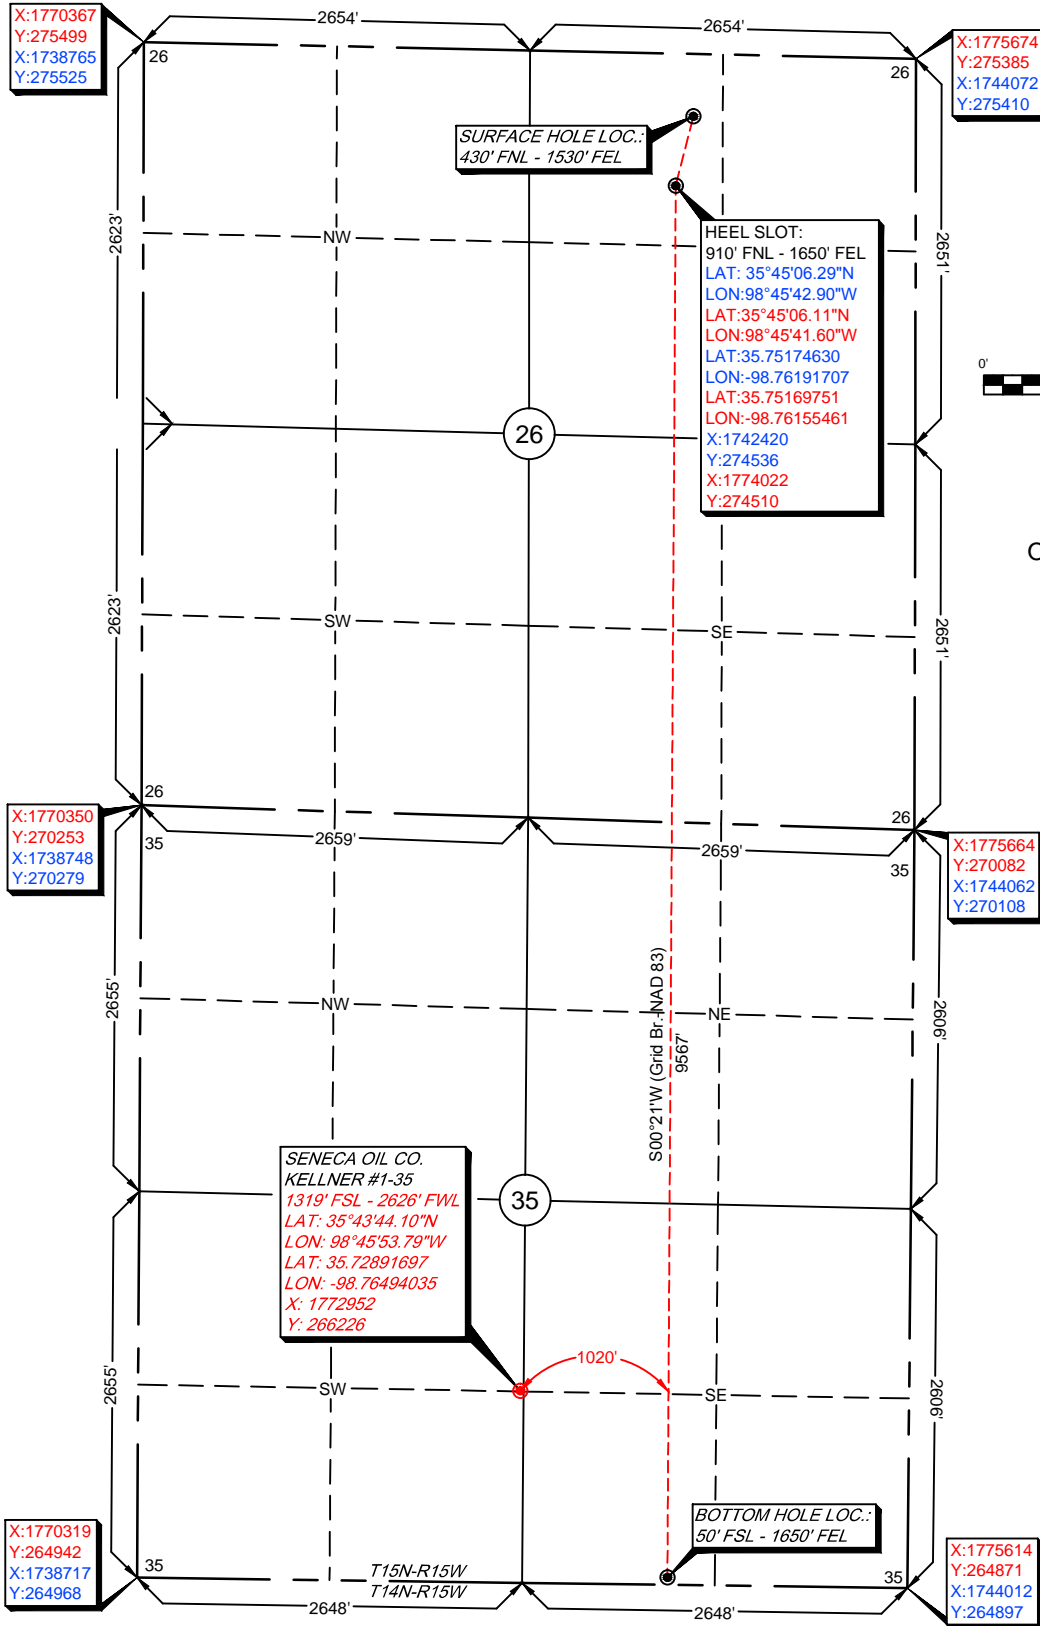 X:1770367
Y:275499
X:1738765
Y:275525
2654'
2654'
X:1775674
Y:275385
X:1744072
Y:275410
26
26
SURFACE HOLE LOC.:
430' FNL - 1530' FEL
2623'
NW
HEEL SLOT:
910' FNL - 1650' FEL
LAT: 35°45'06.29"N
LON:98°45'42.90"W
LAT:35°45'06.11"N
LON:98°45'41.60"W
LAT:35.75174630
LON:-98.76191707
LAT:35.75169751
LON:-98.76155461
X:1742420
Y:274536
X:1774022
Y:274510
2651'
0'
26
2623'
SW
SE
2651'
26
26
X:1770350
Y:270253
X:1738748
Y:270279
35
2659'
2659'
35
X:1775664
Y:270082
X:1744062
Y:270108
2655'
NW
S00°21'W (Grid Br.-NAD 83)
9567'
NE
2606'
SENECA OIL CO.
KELLNER #1-35
1319' FSL - 2626' FWL
LAT: 35°43'44.10"N
LON: 98°45'53.79"W
LAT: 35.72891697
LON: -98.76494035
X: 1772952
Y: 266226
35
2655'
SW
1020'
SE
2606'
BOTTOM HOLE LOC.:
50' FSL - 1650' FEL
X:1770319
Y:264942
X:1738717
Y:264968
35
T15N-R15W
T14N-R15W
2648'
2648'
35
X:1775614
Y:264871
X:1744012
Y:264897